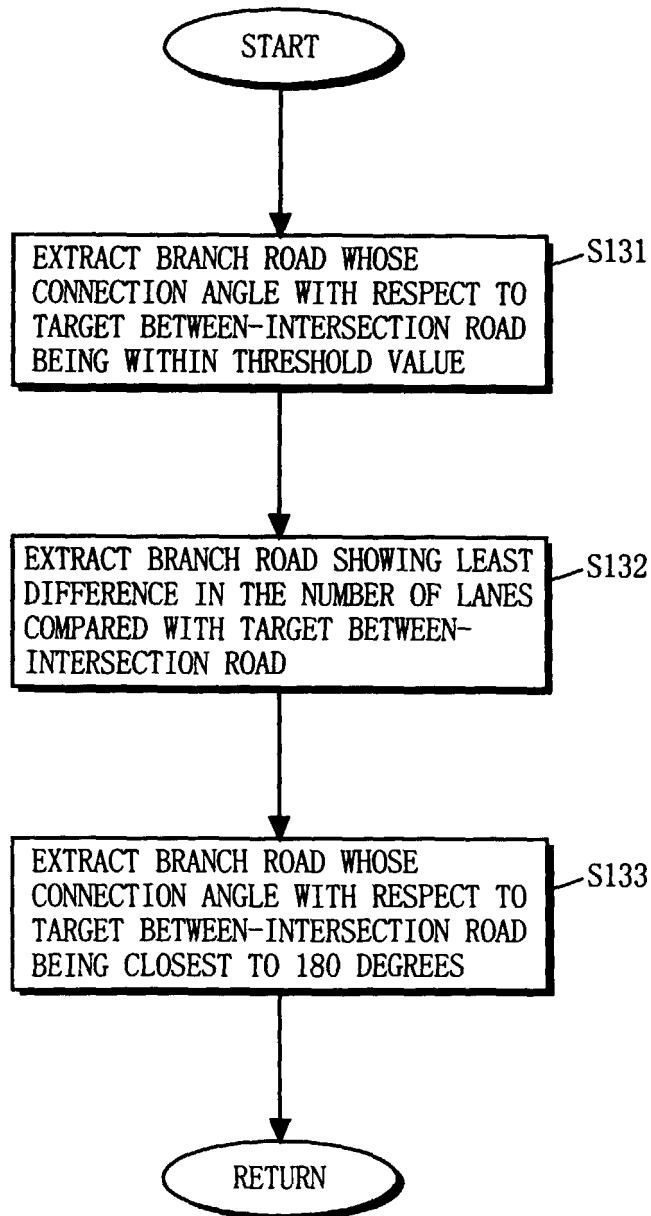 START
EXTRACT BRANCH ROAD WHOSE
CONNECTION ANGLE WITH RESPECT TO
TARGET BETWEEN-INTERSECTION ROAD
BEING WITHIN THRESHOLD VALUE
S131
EXTRACT BRANCH ROAD SHOWING LEAST
DIFFERENCE IN THE NUMBER OF LANES
COMPARED WITH TARGET BETWEEN-
INTERSECTION ROAD
S132
EXTRACT BRANCH ROAD WHOSE
CONNECTION ANGLE WITH RESPECT TO
TARGET BETWEEN-INTERSECTION ROAD
BEING CLOSEST TO 180 DEGREES
S133
RETURN